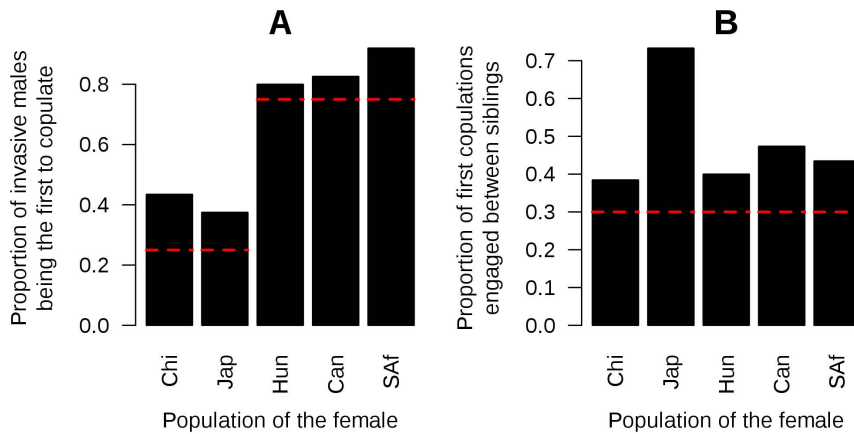 A
Proportion of invasive males
being the first to copulate
0.8
0.6
0.4
0.2
0.0
Chi
Jap
Hun
Can
SAf
Population of the female
B
Proportion of first copulations
engaged between siblings
0.7
0.6
0.5
0.4
0.3
0.2
0.1
0.0
Chi
Jap
Hun
Can
SAf
Population of the female